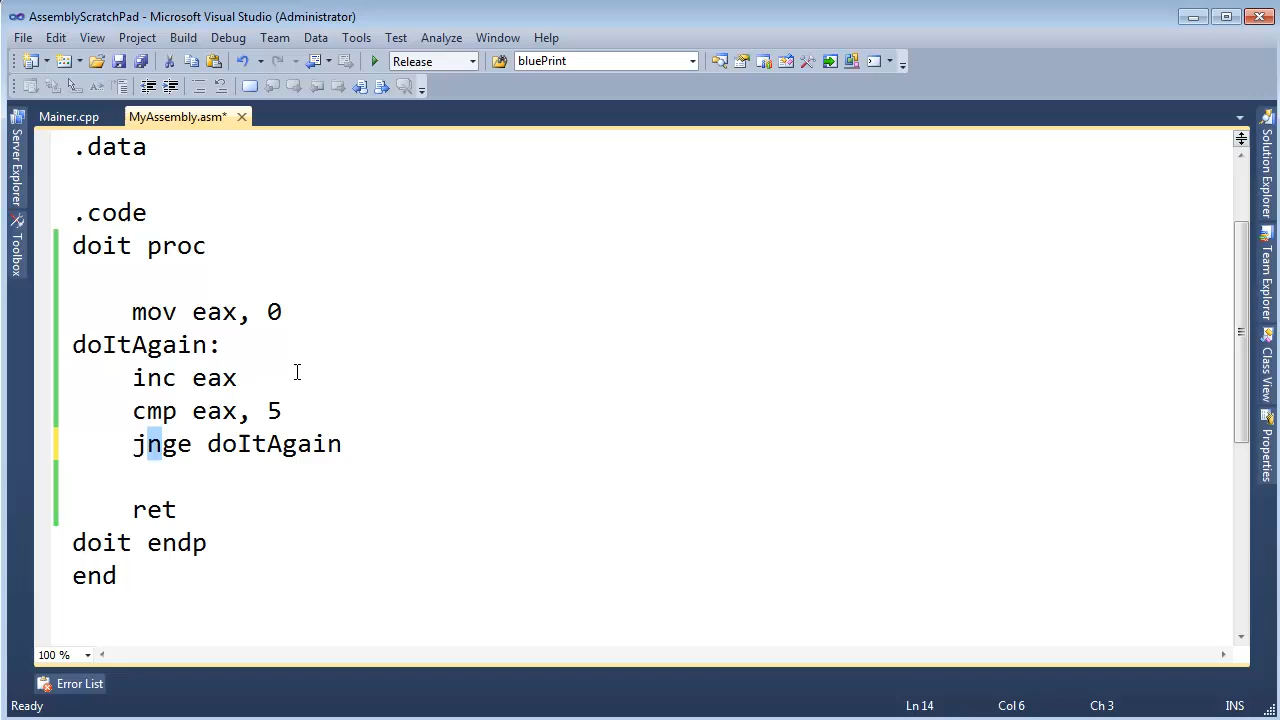 AssemblyScratchPad - Microsoft Visual Studio (Administrator)
File Edit View Project Build Debug Team Data Tools Test Analyze Window Help
Release bluePrint
Mainer.cpp MyAssembly.asm*
.data
.code
doit proc
mov eax, 0
doItAgain:
inc eax
cmp eax, 5
jnge doItAgain
ret
doit endp
end
100 %
Error List
Ready Ln 14 Col 6 Ch 3 INS
Server Explorer
Toolbox
Solution Explorer
Team Explorer
Class View
Properties